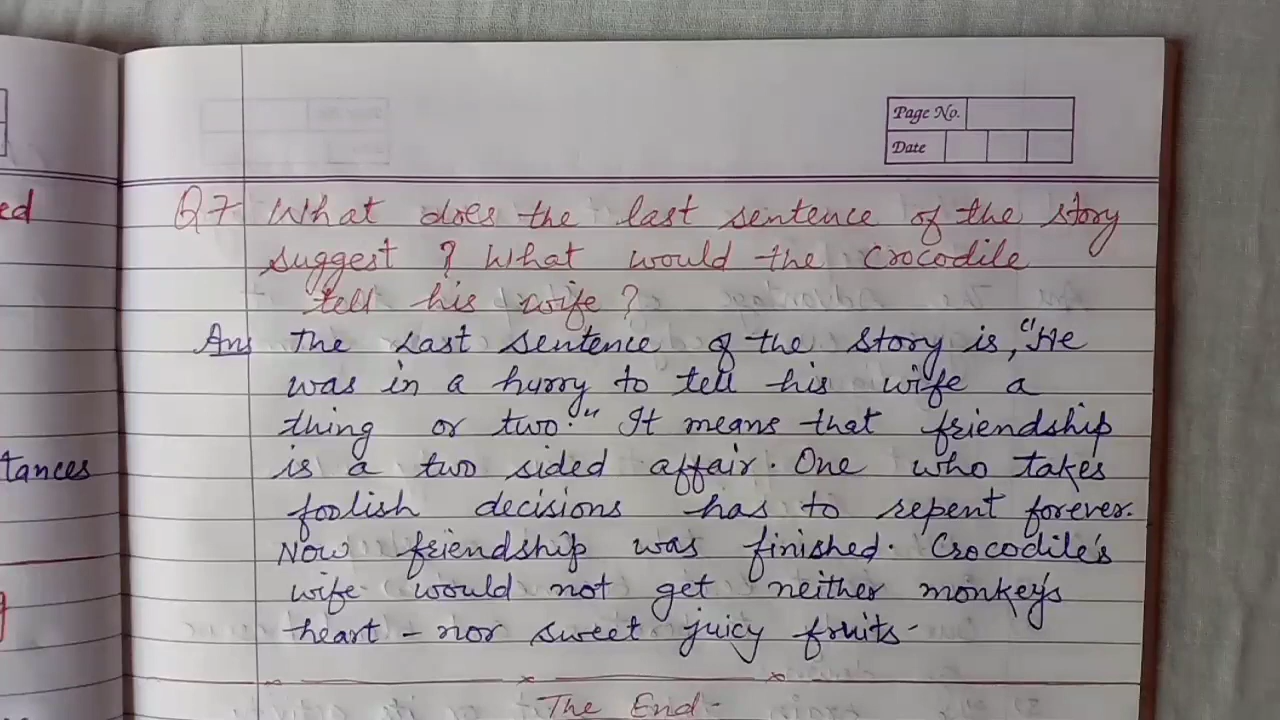 Page No.
Date
ed
Q7 What does the last sentence of the story
suggest? What would the Crocodile
tell his wife?
Ans The Last sentence of the story is, "He
was in a hurry to tell his wife a
thing or two." It means that friendship
tances is a two sided affair. One who takes
foolish decisions has to repent forever.
Now friendship was finished. Crocodile's
wife would not get neither monkey's
heart - nor sweet juicy fruits-
The End-